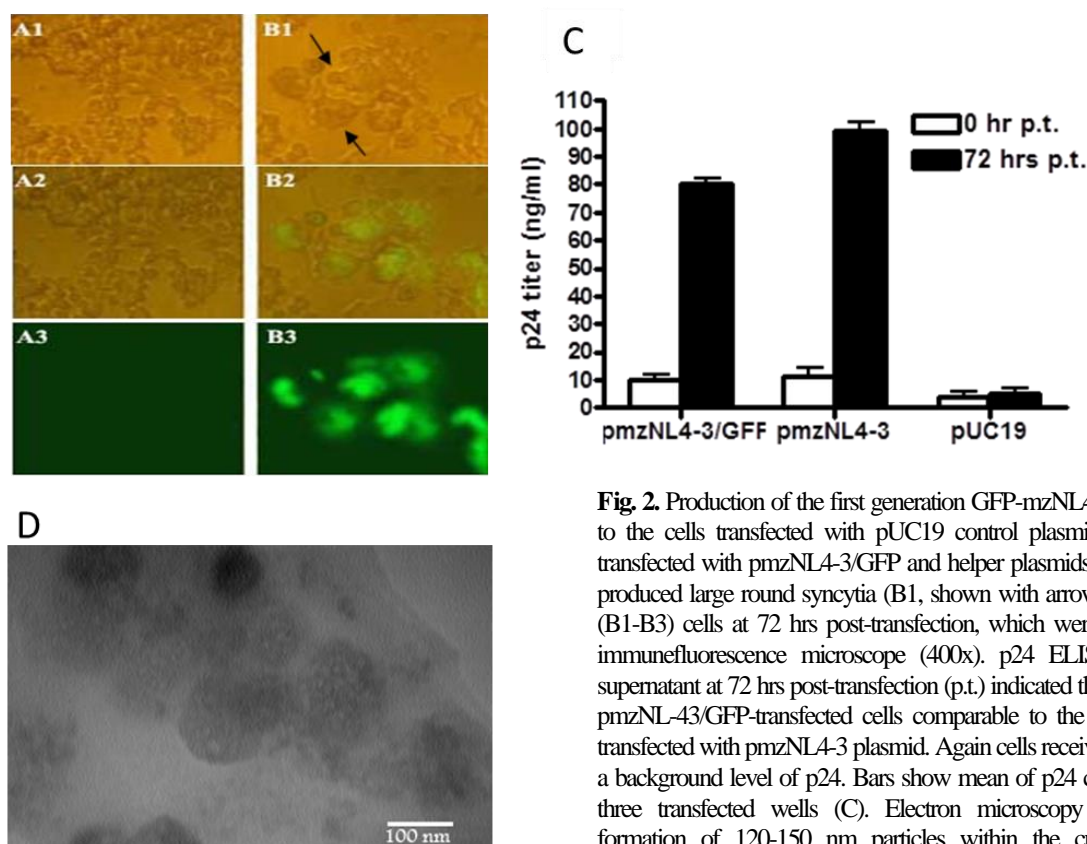 A1
B1
A2
B2
A3
B3
C
110
100
90
80
70
60
50
40
30
20
10
0
p24 titer (ng/ml)
0 hr p.t.
72 hrs p.t.
pmzNL4-3/GFF pmzNL4-3 pUC19
D
100 nm
Fig. 2. Production of the first generation GFP-mzNL4
to the cells transfected with pUC19 control plasmi
transfected with pmzNL4-3/GFP and helper plasmids
produced large round syncytia (B1, shown with arrow
(B1-B3) cells at 72 hrs post-transfection, which were
immunefluorescence microscope (400x). p24 ELIS
supernatant at 72 hrs post-transfection (p.t.) indicated th
pmzNL-43/GFP-transfected cells comparable to the
transfected with pmzNL4-3 plasmid. Again cells receiv
a background level of p24. Bars show mean of p24 c
three transfected wells (C). Electron microscopy
formation of 120-150 nm particles within the